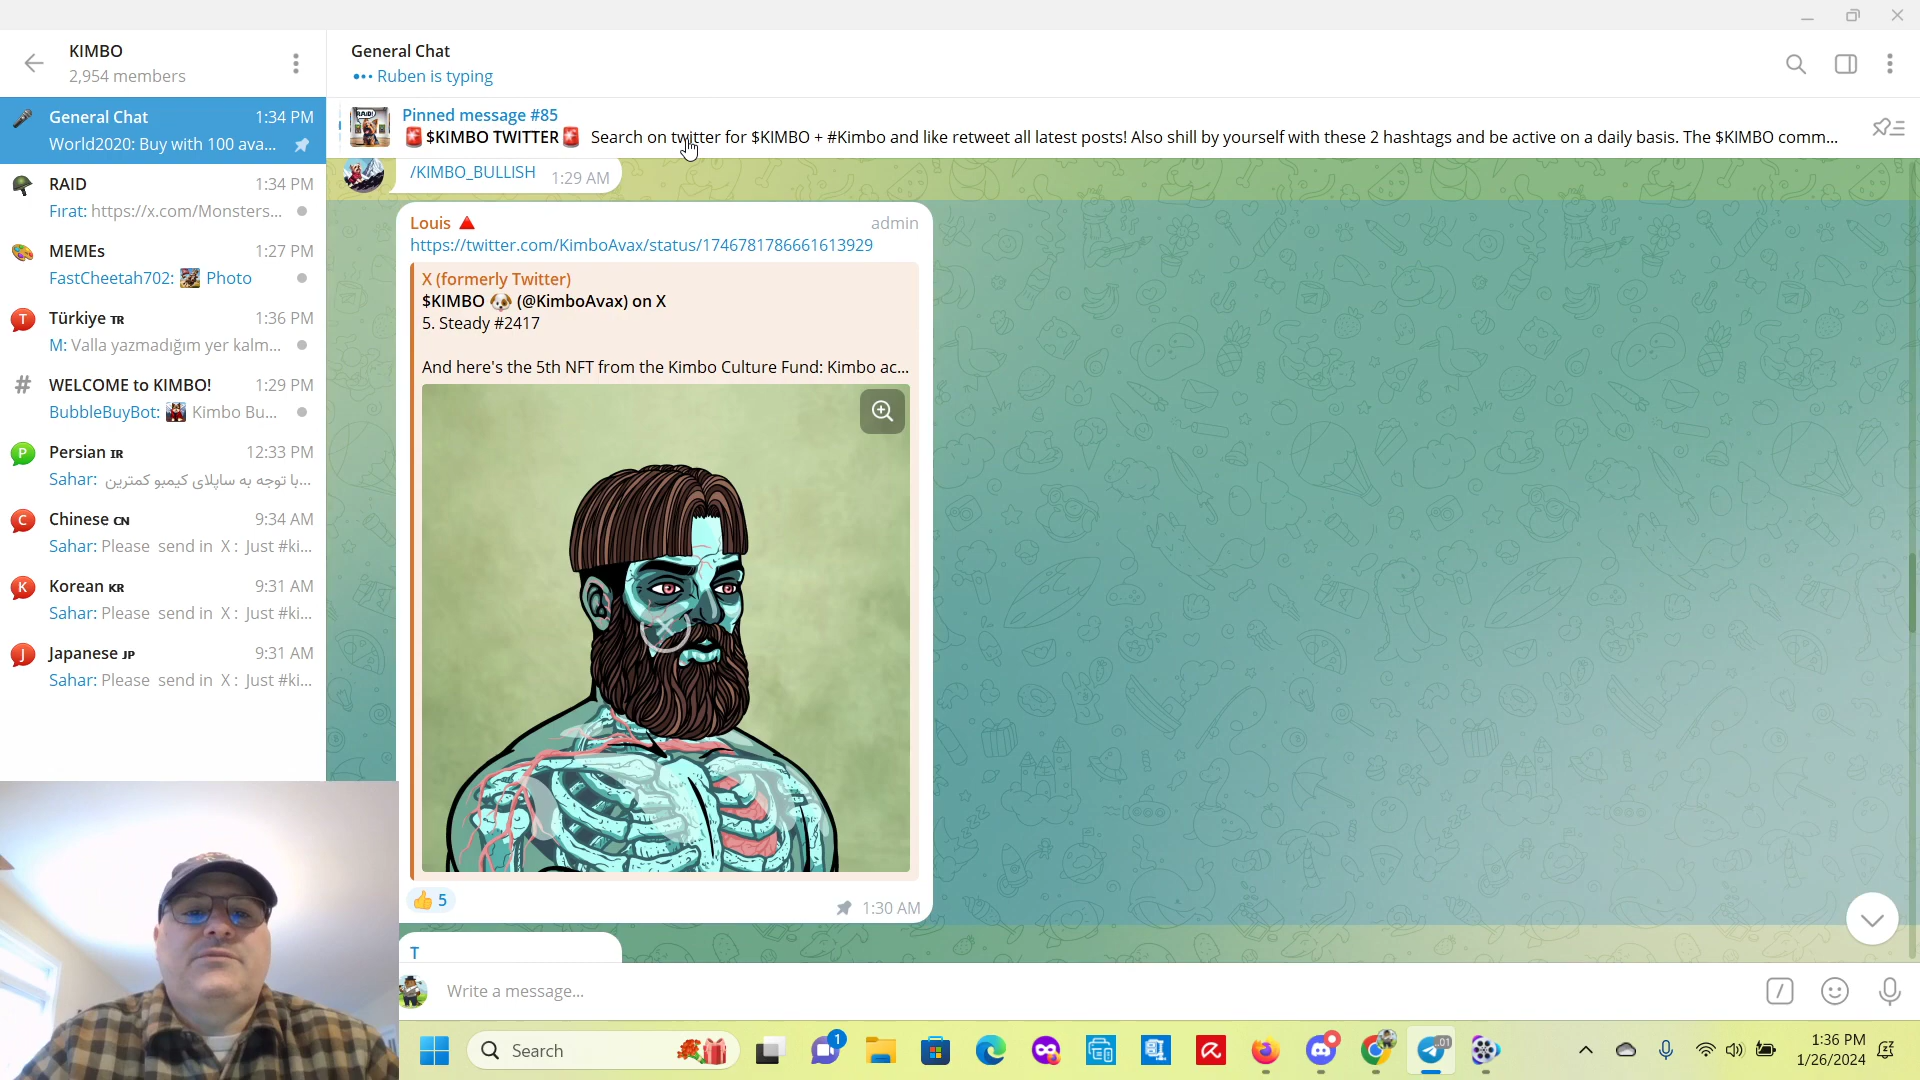 KIMBO
2,954 members
General Chat 1:34 PM
World2020: Buy with 100 ava...
RAID 1:34 PM
Fırat: https://x.com/Monsters...
MEMEs 1:27 PM
FastCheetah702: Photo
T Türkiye TR 1:36 PM
M: Valla yazmadığım yer kalm...
# WELCOME to KIMBO! 1:29 PM
BubbleBuyBot: Kimbo Bu...
P Persian IR 12:33 PM
Sahar: با توجه به ساپلای کیمبو کمترین...
C Chinese CN 9:34 AM
Sahar: Please send in X : Just #ki...
K Korean KR 9:31 AM
Sahar: Please send in X : Just #ki...
J Japanese JP 9:31 AM
Sahar: Please send in X : Just #ki...
General Chat
Ruben is typing
Pinned message #85
RAID!
🚨$KIMBO TWITTER🚨 Search on twitter for $KIMBO + #Kimbo and like retweet all latest posts! Also shill by yourself with these 2 hashtags and be active on a daily basis. The $KIMBO comm...
/KIMBO_BULLISH 1:29 AM
Louis 🔺 admin
https://twitter.com/KimboAvax/status/1746781786661613929
X (formerly Twitter)
$KIMBO 🐶 (@KimboAvax) on X
5. Steady #2417
And here's the 5th NFT from the Kimbo Culture Fund: Kimbo ac...
👍 5
1:30 AM
T
Write a message...
Search
1
01
1:36 PM
1/26/2024